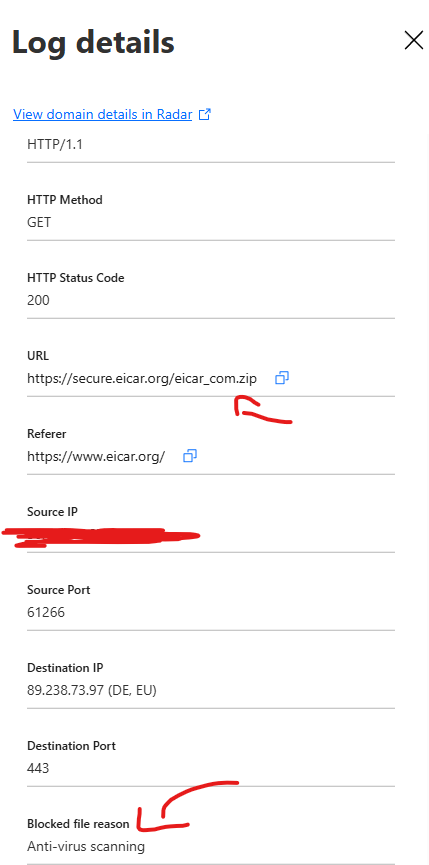 Log details
View domain details in Radar
HTTP/1.1
HTTP Method
GET
HTTP Status Code
200
URL
https://secure.eicar.org/eicar_com.zip
Referer
https://www.eicar.org/
Source IP
Source Port
61266
Destination IP
89.238.73.97 (DE, EU)
Destination Port
443
Blocked file reason
Anti-virus scanning